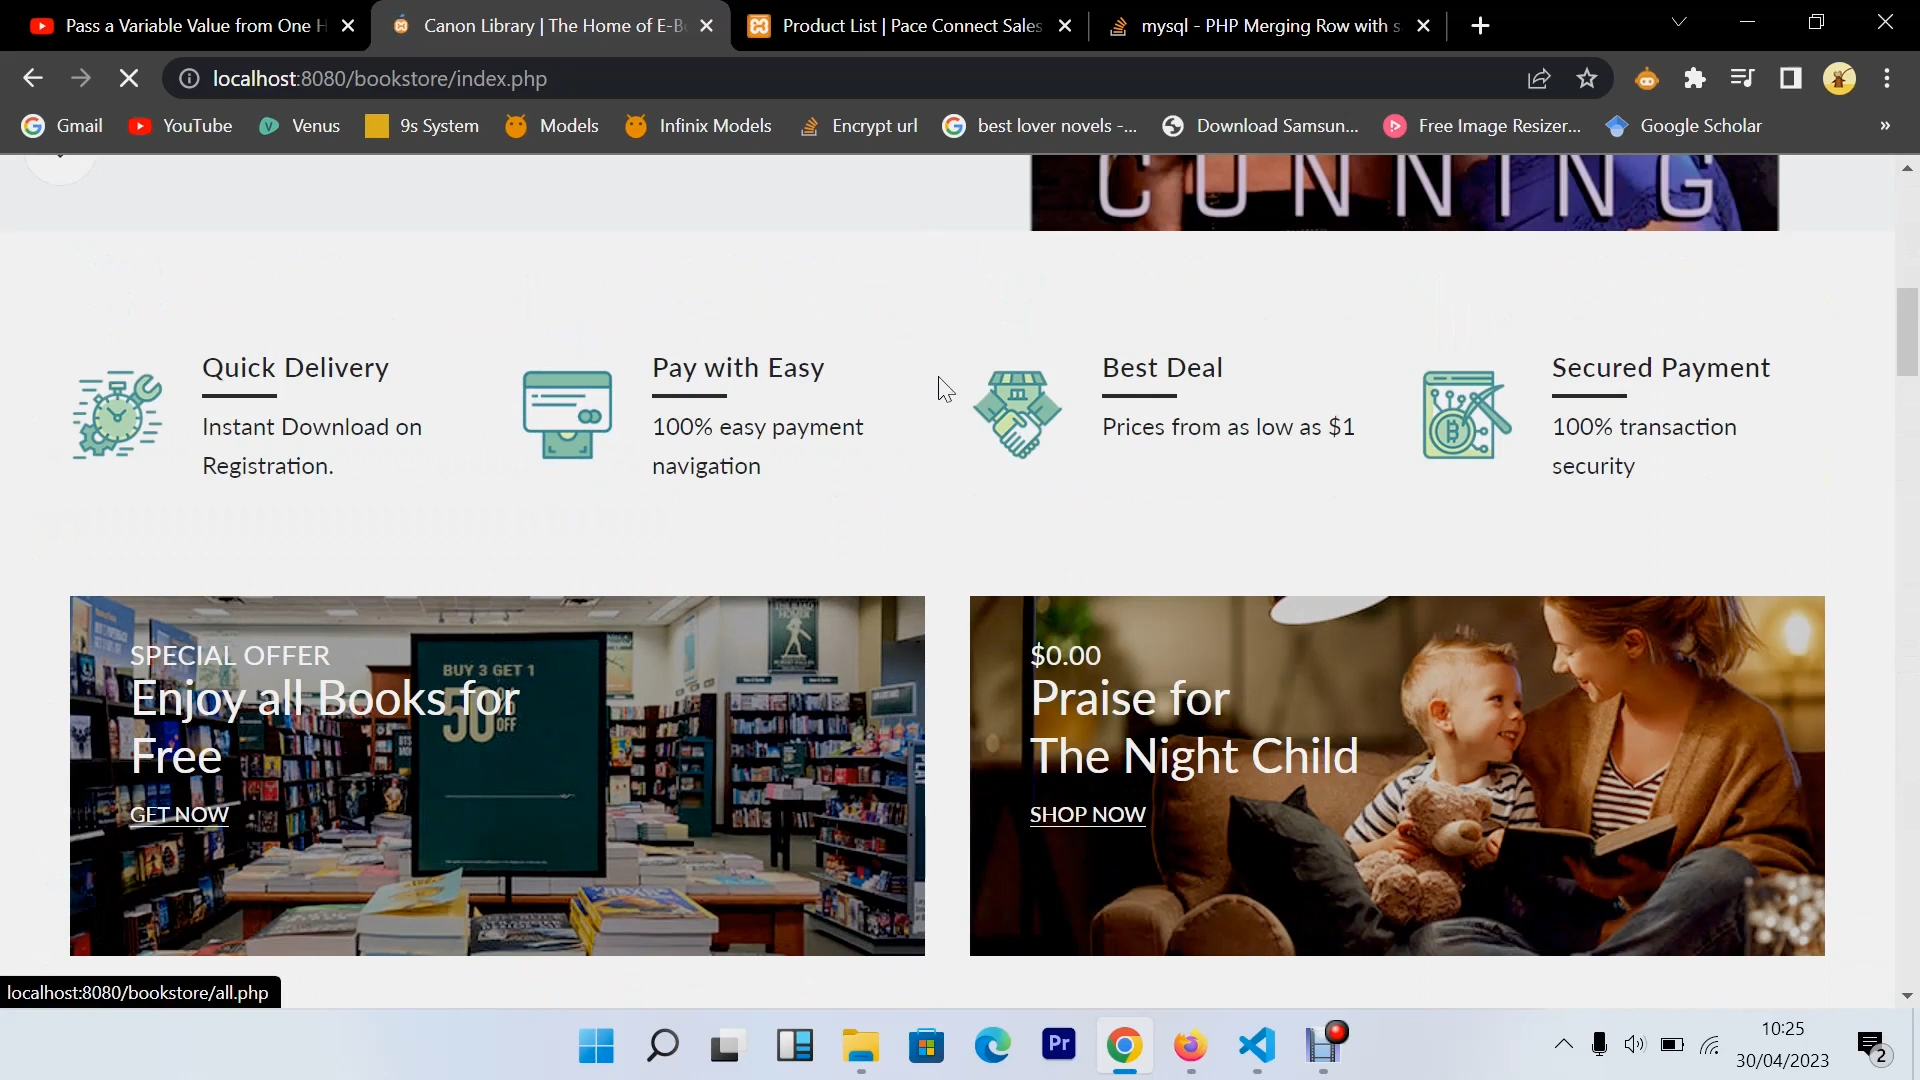 Pass a Variable Value from One H
Canon Library | The Home of E-B
Product List | Pace Connect Sales
mysql - PHP Merging Row with s
localhost:8080/bookstore/index.php
Gmail YouTube Venus 9s System Models Infinix Models Encrypt url best lover novels -... Download Samsun... Free Image Resizer... Google Scholar »
CUNNING
Quick Delivery
Instant Download on
Registration.
Pay with Easy
100% easy payment
navigation
Best Deal
Prices from as low as $1
Secured Payment
100% transaction
security
SPECIAL OFFER
Enjoy all Books for
Free
GET NOW
BUY 3 GET 1
50% OFF
$0.00
Praise for
The Night Child
SHOP NOW
localhost:8080/bookstore/all.php
Pr
10:25
30/04/2023
2